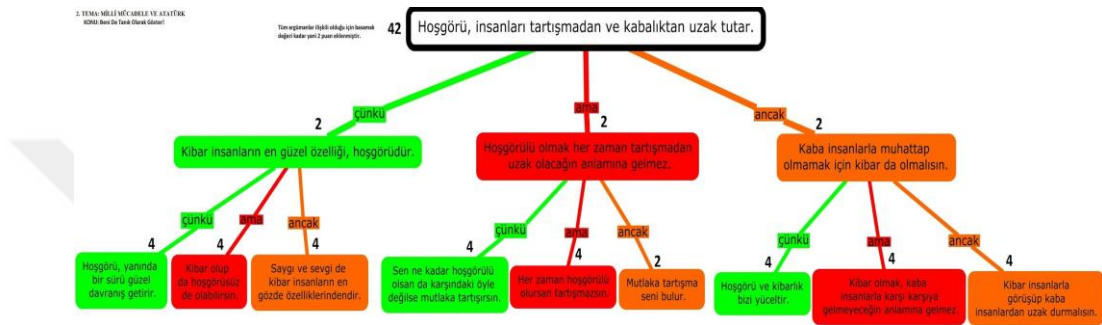 2. TEMA: MİLLÎ MÜCADELE VE ATATÜRK
KONU: Beni De Tanık Olarak Göster!
Tüm argümanlar ilişkili olduğu için basamak
değeri kadar yani 2 puan eklenmiştir.
42
Hoşgörü, insanları tartışmadan ve kabalıktan uzak tutar.
çünkü
ama
ancak
2
2
2
Kibar insanların en güzel özelliği, hoşgörüdür.
Hoşgörülü olmak her zaman tartışmadan
uzak olacağın anlamına gelmez.
Kaba insanlarla muhattap
olmamak için kibar da olmalısın.
çünkü
ama
ancak
çünkü
ama
ancak
çünkü
ama
ancak
4
4
4
4
4
2
4
4
4
Hoşgörü, yanında
bir sürü güzel
davranış getirir.
Kibar olup
da hoşgörüsüz
de olabilirsin.
Saygı ve sevgi de
kibar insanların en
gözde özelliklerindendir.
Sen ne kadar hoşgörülü
olsan da karşındaki öyle
değilse mutlaka tartışırsın.
Her zaman hoşgörülü
olursan tartışmazsın.
Mutlaka tartışma
seni bulur.
Hoşgörü ve kibarlık
bizi yüceltir.
Kibar olmak, kaba
insanlarla karşı karşıya
gelmeyeceğin anlamına gelmez.
Kibar insanlarla
görüşüp kaba
insanlardan uzak durmalısın.